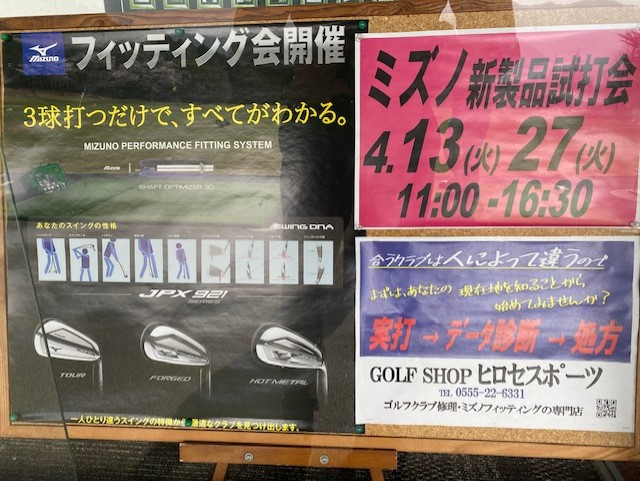 MIZUNO
フィッティング会開催
3球打つだけで、すべてがわかる。
MIZUNO PERFORMANCE FITTING SYSTEM
SHAFT OPTIMIZER 3D
あなたのスイングの性格
SWING DNA
JPX 921
SERIES
TOUR
FORGED
HOT METAL
一人ひとり違うスイングの特徴から 最適なクラブを見つけ出します。
ミズノ 新製品試打会
4.13(火) 27(火)
11:00-16:30
合うクラブは人によって違うので
まずは、あなたの 現在地を知ることから
始めてみませんか?
実打 → データ診断 → 処方
GOLF SHOP ヒロセスポーツ
TEL 0555-22-6331
ゴルフクラブ修理・ミズノフィッティングの専門店